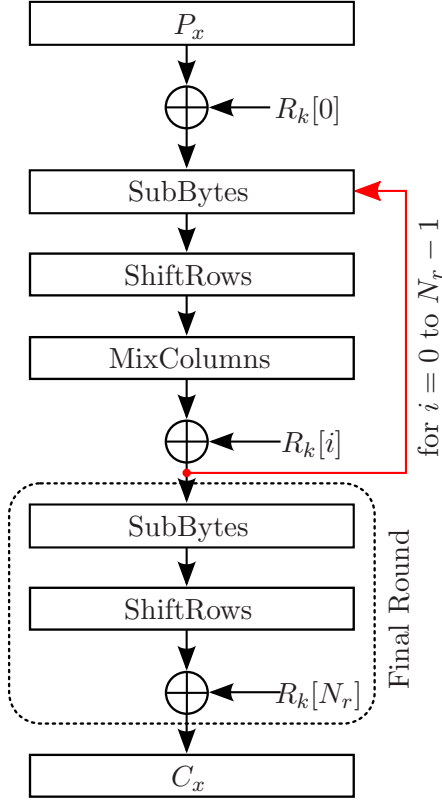 P_x
R_k[0]
SubBytes
ShiftRows
MixColumns
R_k[i]
for i = 0 to N_r − 1
SubBytes
ShiftRows
R_k[N_r]
Final Round
C_x